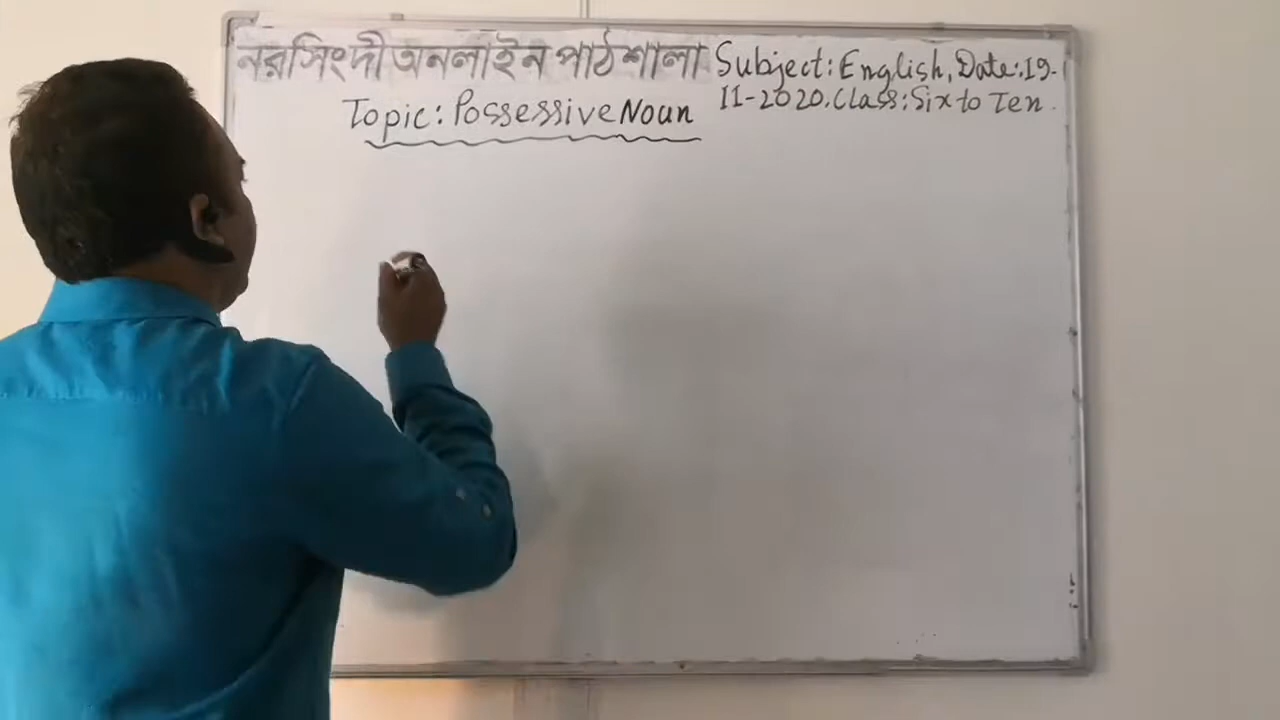 নরসিংদী অনলাইন পাঠশালা
Subject: English, Date: 19-
11-2020. Class: Six to Ten.
Topic: Possessive Noun